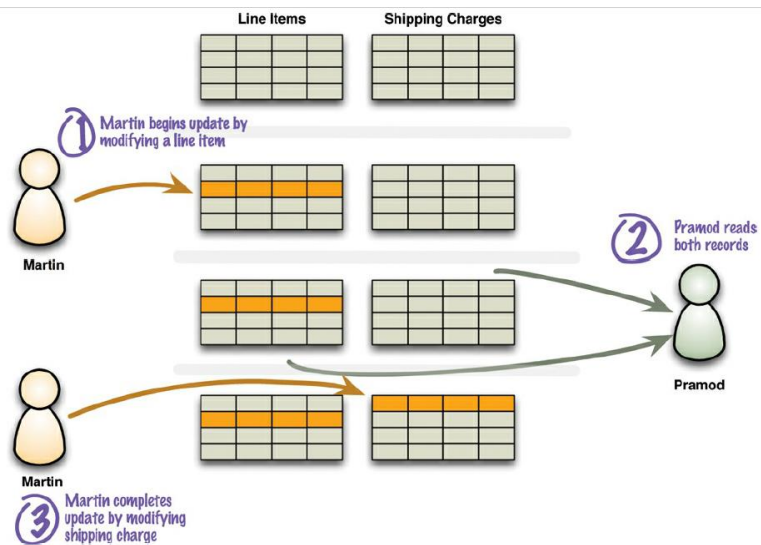 Line Items
Shipping Charges
1
Martin begins update by
modifying a line item
Martin
2
Pramod reads
both records
Pramod
Martin
3
Martin completes
update by modifying
shipping charge